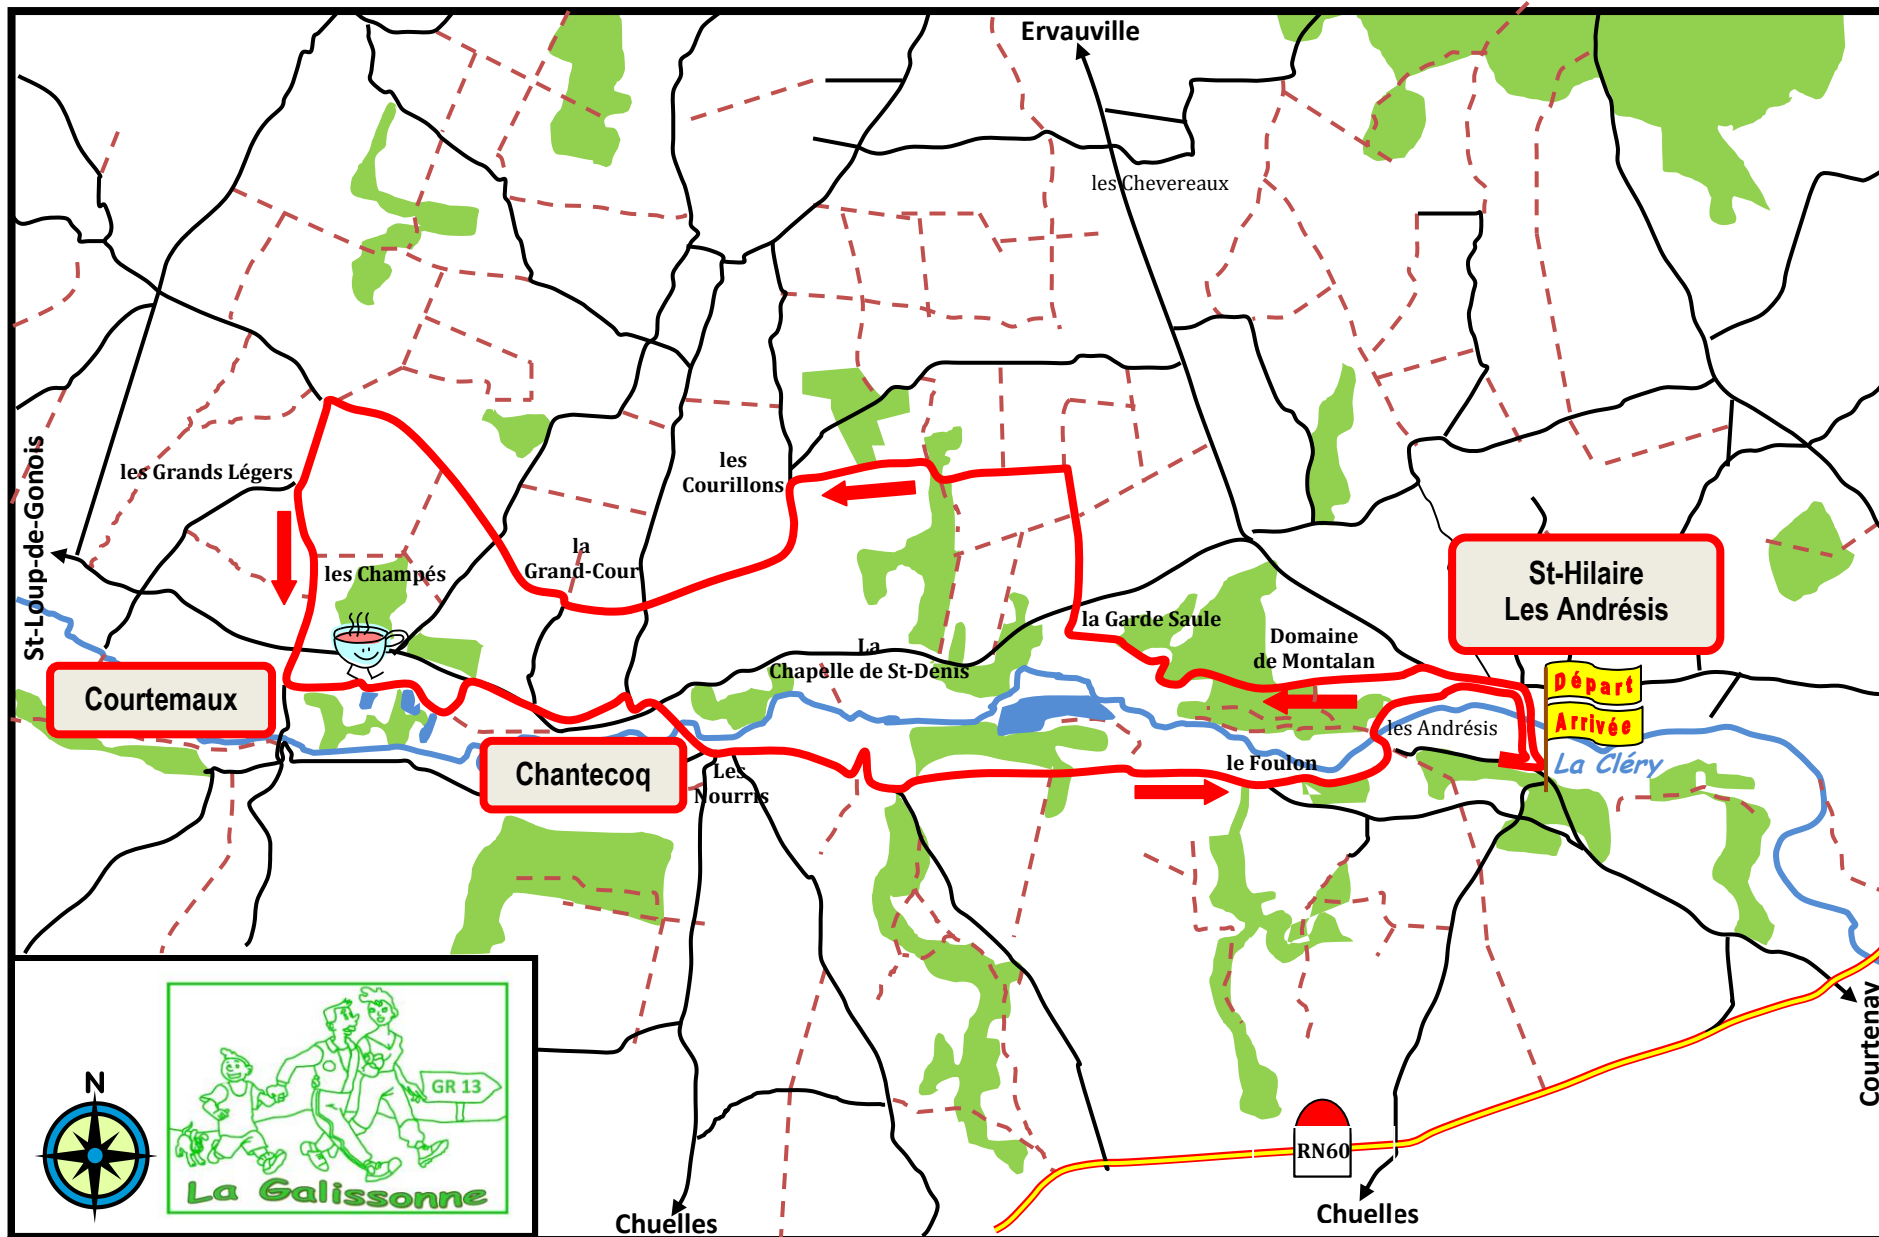 Ervauville
les Chevereaux
St-Loup-de-Gonois
les Grands Légers
les
Courillons
la
Grand-Cour
les Champés
la Garde Saule
Domaine
de Montalan
St-Hilaire
Les Andrésis
La
Chapelle de St-Denis
Courtemaux
Départ
Arrivée
les Andrésis
La Cléry
Chantecoq
Les
Nourris
le Foulon
Courtenay
N
GR 13
La Galissonne
RN60
Chuelles
Chuelles